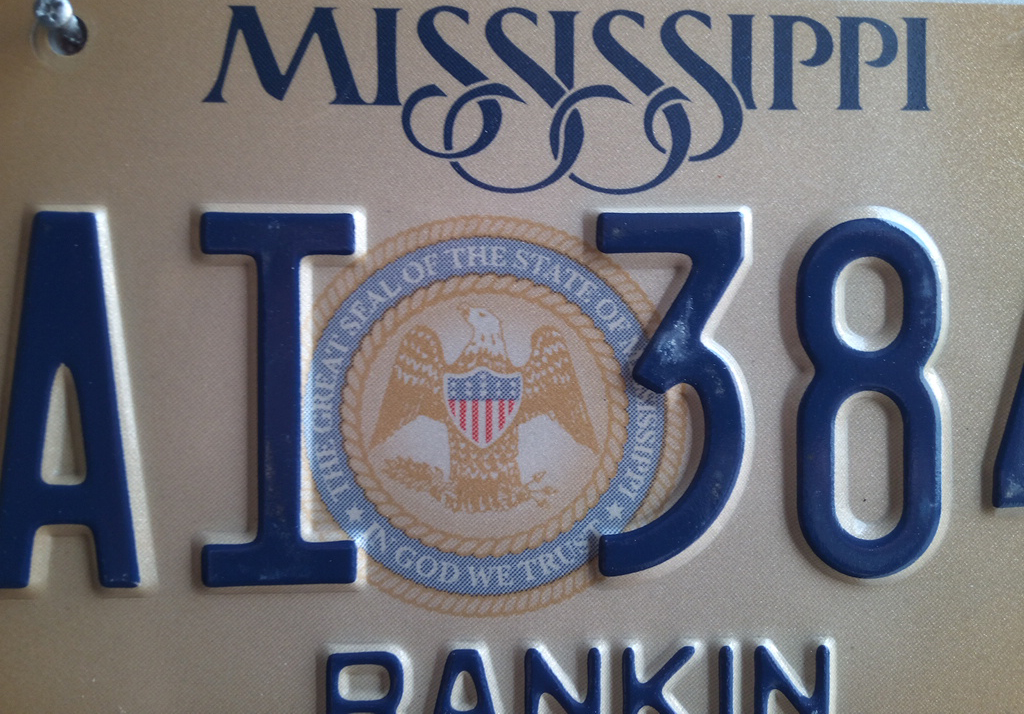 MISSISSIPPI
AI 38
THE GREAT SEAL OF THE STATE OF MISSISSIPPI
IN GOD WE TRUST
RANKIN